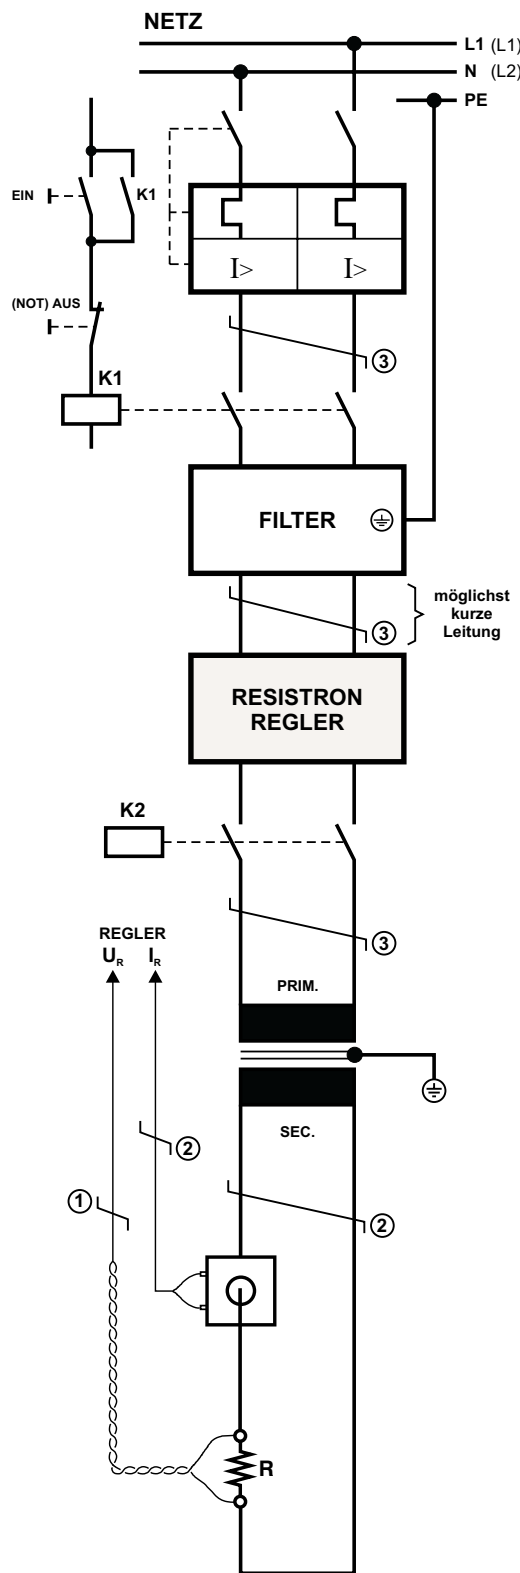 NETZ
L1 (L1)
N (L2)
PE
EIN
K1
I>
I>
(NOT) AUS
3
K1
FILTER
möglichst
kurze
Leitung
3
RESISTRON
REGLER
K2
3
REGLER
UR IR
PRIM.
2
SEC.
1
2
R